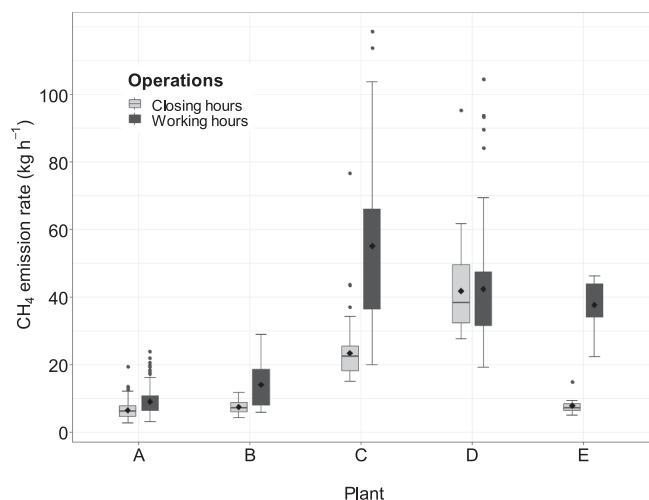 Operations
Closing hours
Working hours
CH₄ emission rate (kg h⁻¹)
100
80
60
40
20
0
A B C D E
Plant